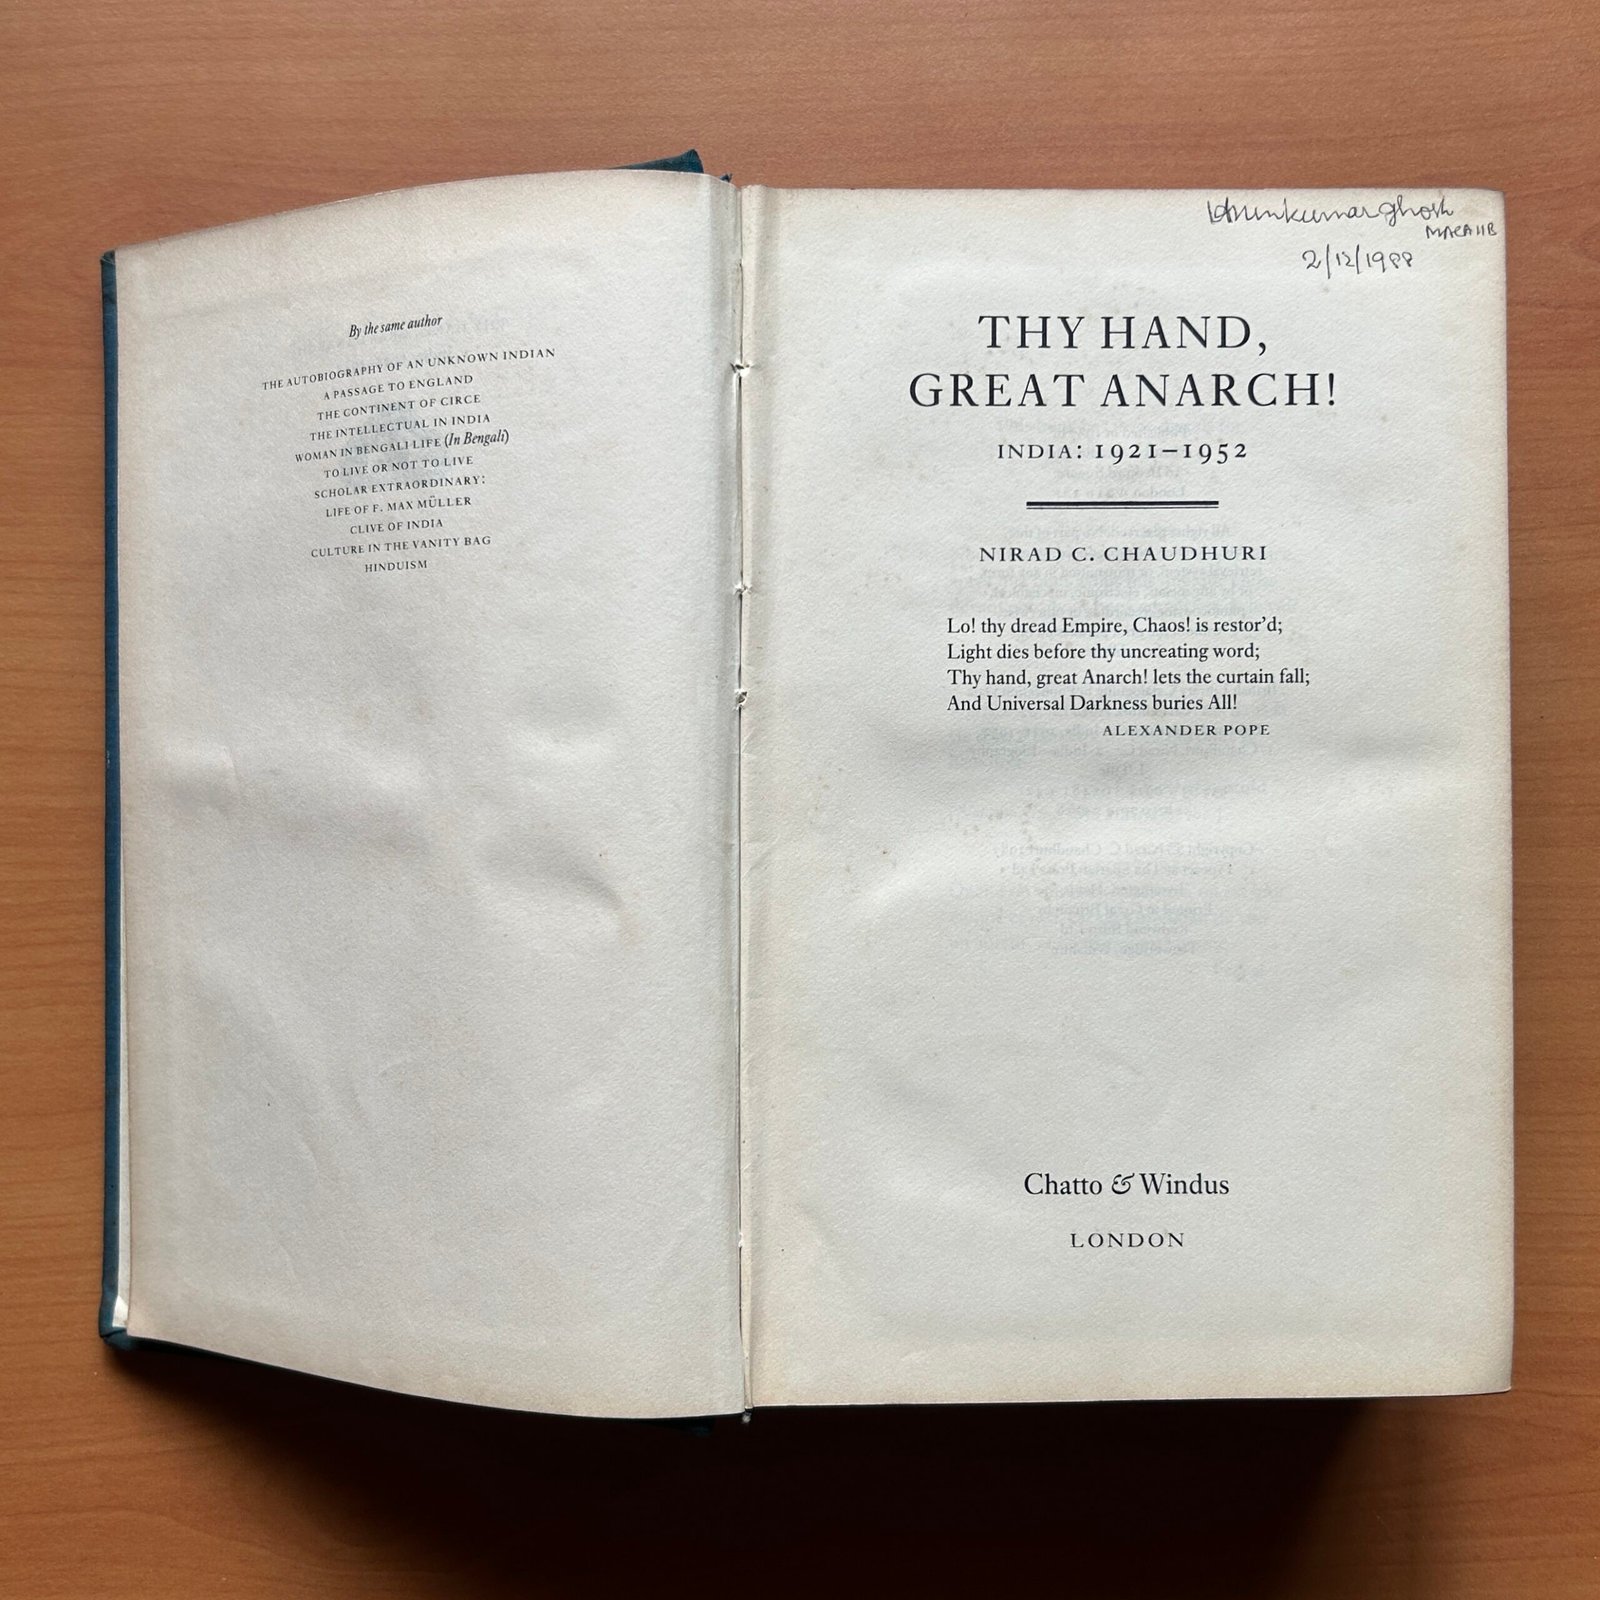 By the same author
THE AUTOBIOGRAPHY OF AN UNKNOWN INDIAN
A PASSAGE TO ENGLAND
THE CONTINENT OF CIRCE
THE INTELLECTUAL IN INDIA
WOMAN IN BENGALI LIFE (In Bengali)
TO LIVE OR NOT TO LIVE
SCHOLAR EXTRAORDINARY:
LIFE OF F. MAX MÜLLER
CLIVE OF INDIA
CULTURE IN THE VANITY BAG
HINDUISM
ghosh
2/12/1988
THY HAND,
GREAT ANARCH!
INDIA: 1921–1952
NIRAD C. CHAUDHURI
Lo! thy dread Empire, Chaos! is restor'd;
Light dies before thy uncreating word;
Thy hand, great Anarch! lets the curtain fall;
And Universal Darkness buries All!
ALEXANDER POPE
Chatto & Windus
LONDON